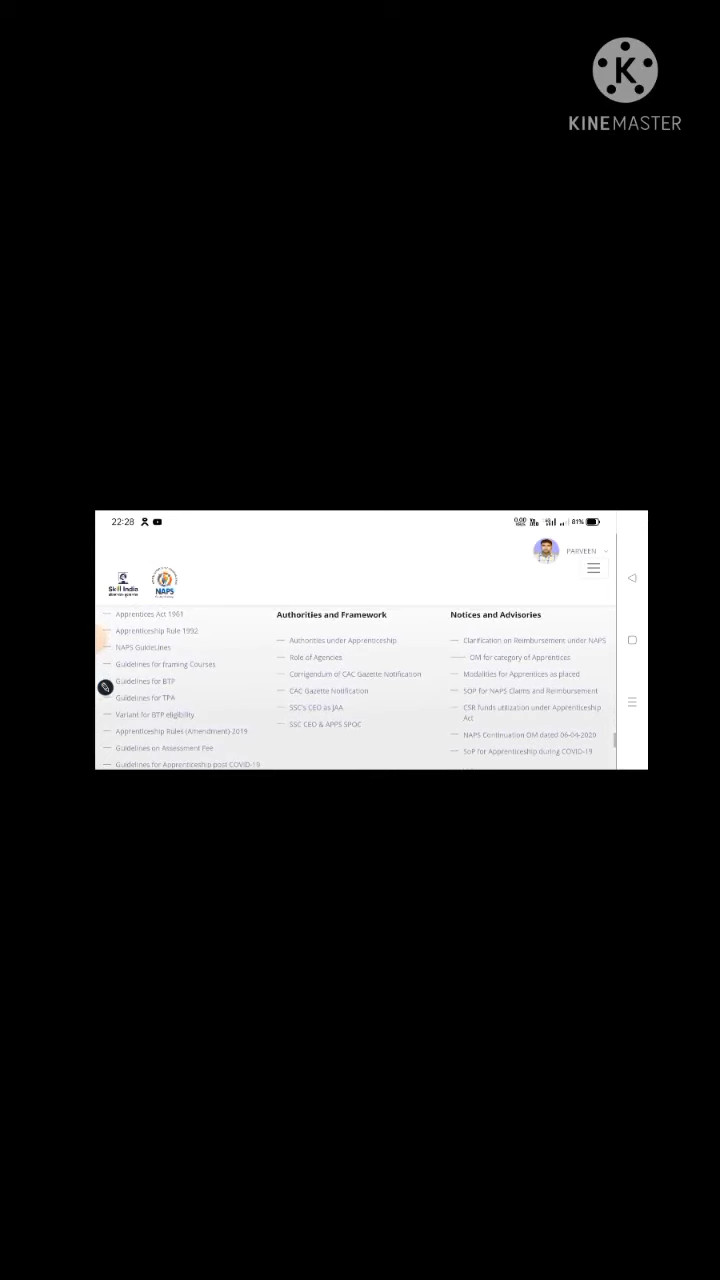 KINEMASTER
22:28
81%
PARVEEN
Skill India
NAPS
Apprentices Act 1961
Apprenticeship Rule 1992
NAPS GuideLines
Guidelines for framing Courses
Guidelines for BTP
Guidelines for TPA
Variant for BTP eligibility
Apprenticeship Rules (Amendment)-2019
Guidelines on Assessment Fee
Guidelines for Apprenticeship post COVID-19
Authorities and Framework
Authorities under Apprenticeship
Role of Agencies
Corrigendum of CAC Gazette Notification
CAC Gazette Notification
SSC's CEO as JAA
SSC CEO & APPS SPOC
Notices and Advisories
Clarification on Reimbursement under NAPS
OM for category of Apprentices
Modalities for Apprentices as placed
SOP for NAPS Claims and Reimbursement
CSR funds utilization under Apprenticeship
Act
NAPS Continuation OM dated 06-04-2020
SoP for Apprenticeship during COVID-19